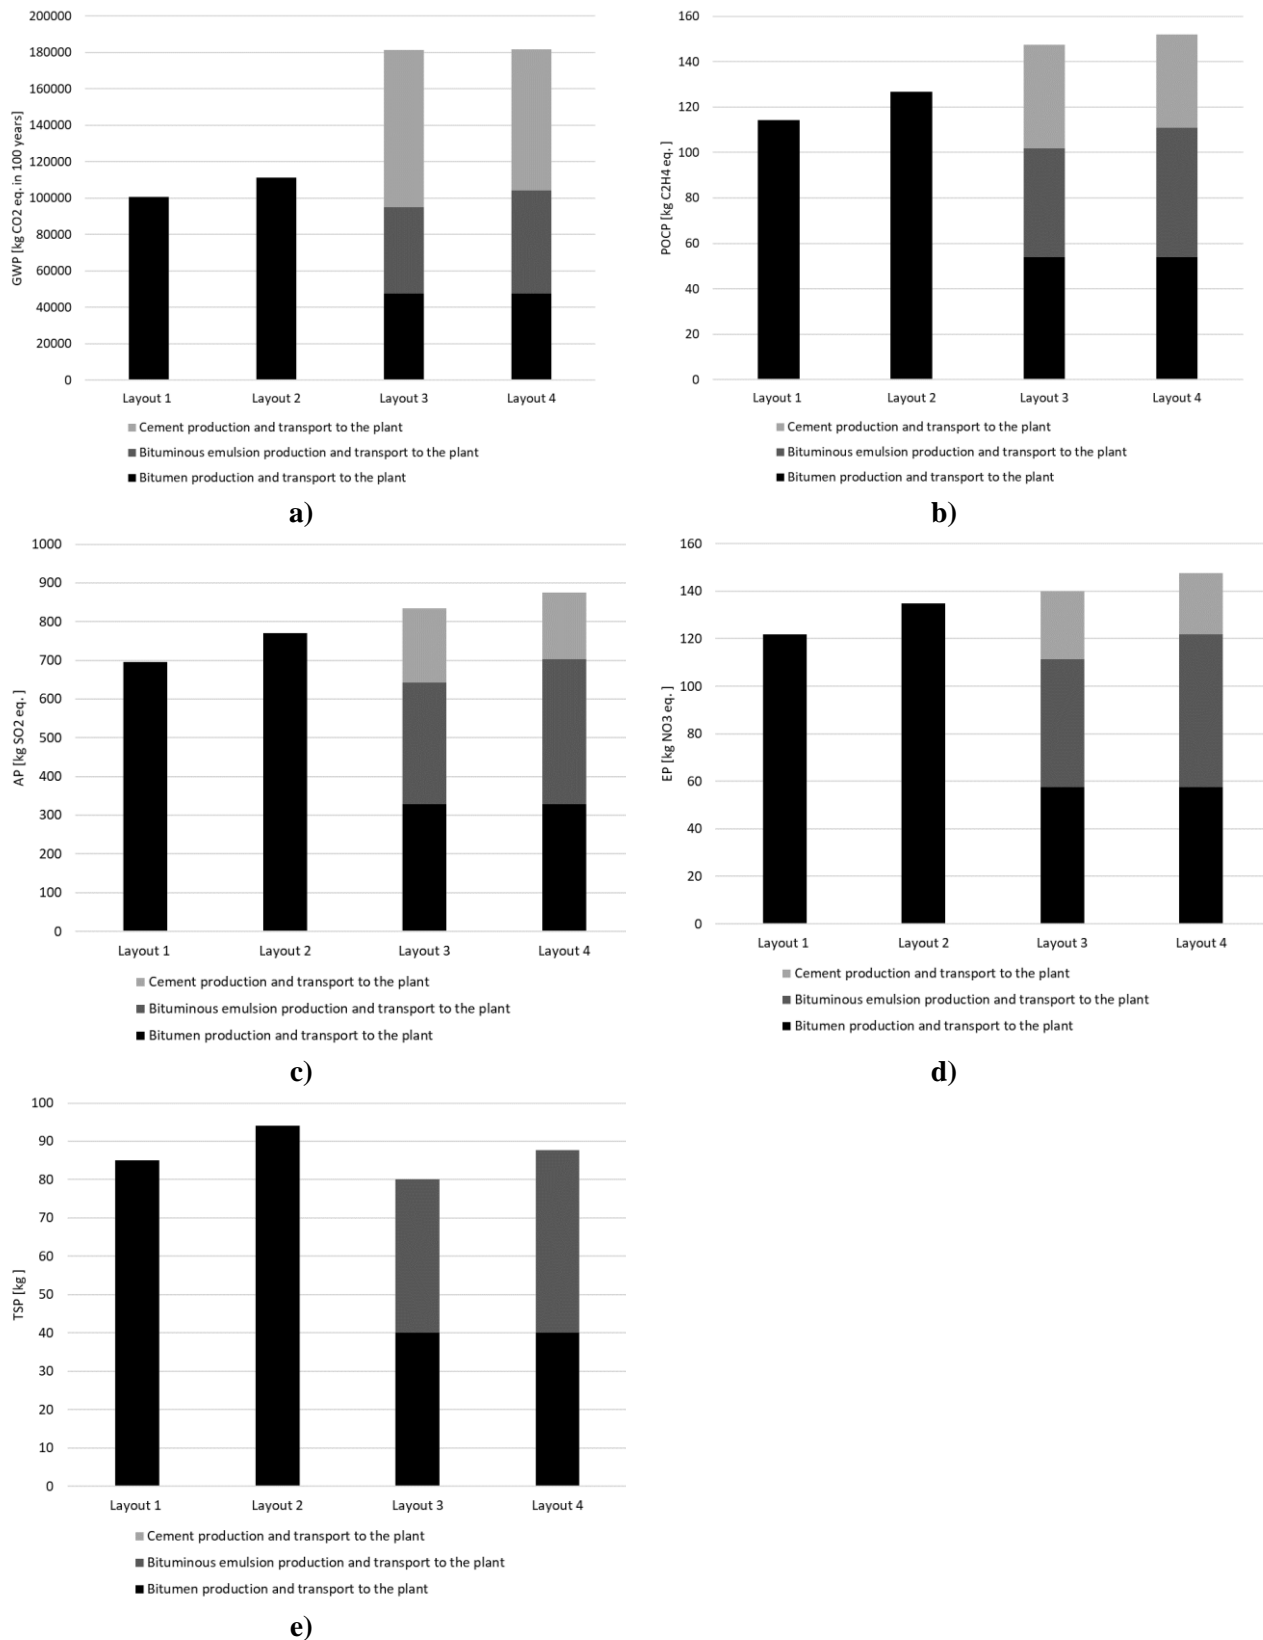 GWP [kg CO2 eq. in 100 years]
200000
180000
160000
140000
120000
100000
80000
60000
40000
20000
0
Layout 1 Layout 2 Layout 3 Layout 4
Cement production and transport to the plant
Bituminous emulsion production and transport to the plant
Bitumen production and transport to the plant
a)
POCP [kg C2H4 eq. ]
160
140
120
100
80
60
40
20
0
Layout 1 Layout 2 Layout 3 Layout 4
Cement production and transport to the plant
Bituminous emulsion production and transport to the plant
Bitumen production and transport to the plant
b)
AP [kg SO2 eq. ]
1000
900
800
700
600
500
400
300
200
100
0
Layout 1 Layout 2 Layout 3 Layout 4
Cement production and transport to the plant
Bituminous emulsion production and transport to the plant
Bitumen production and transport to the plant
c)
EP [kg NO3 eq. ]
160
140
120
100
80
60
40
20
0
Layout 1 Layout 2 Layout 3 Layout 4
Cement production and transport to the plant
Bituminous emulsion production and transport to the plant
Bitumen production and transport to the plant
d)
TSP [kg ]
100
90
80
70
60
50
40
30
20
10
0
Layout 1 Layout 2 Layout 3 Layout 4
Cement production and transport to the plant
Bituminous emulsion production and transport to the plant
Bitumen production and transport to the plant
e)